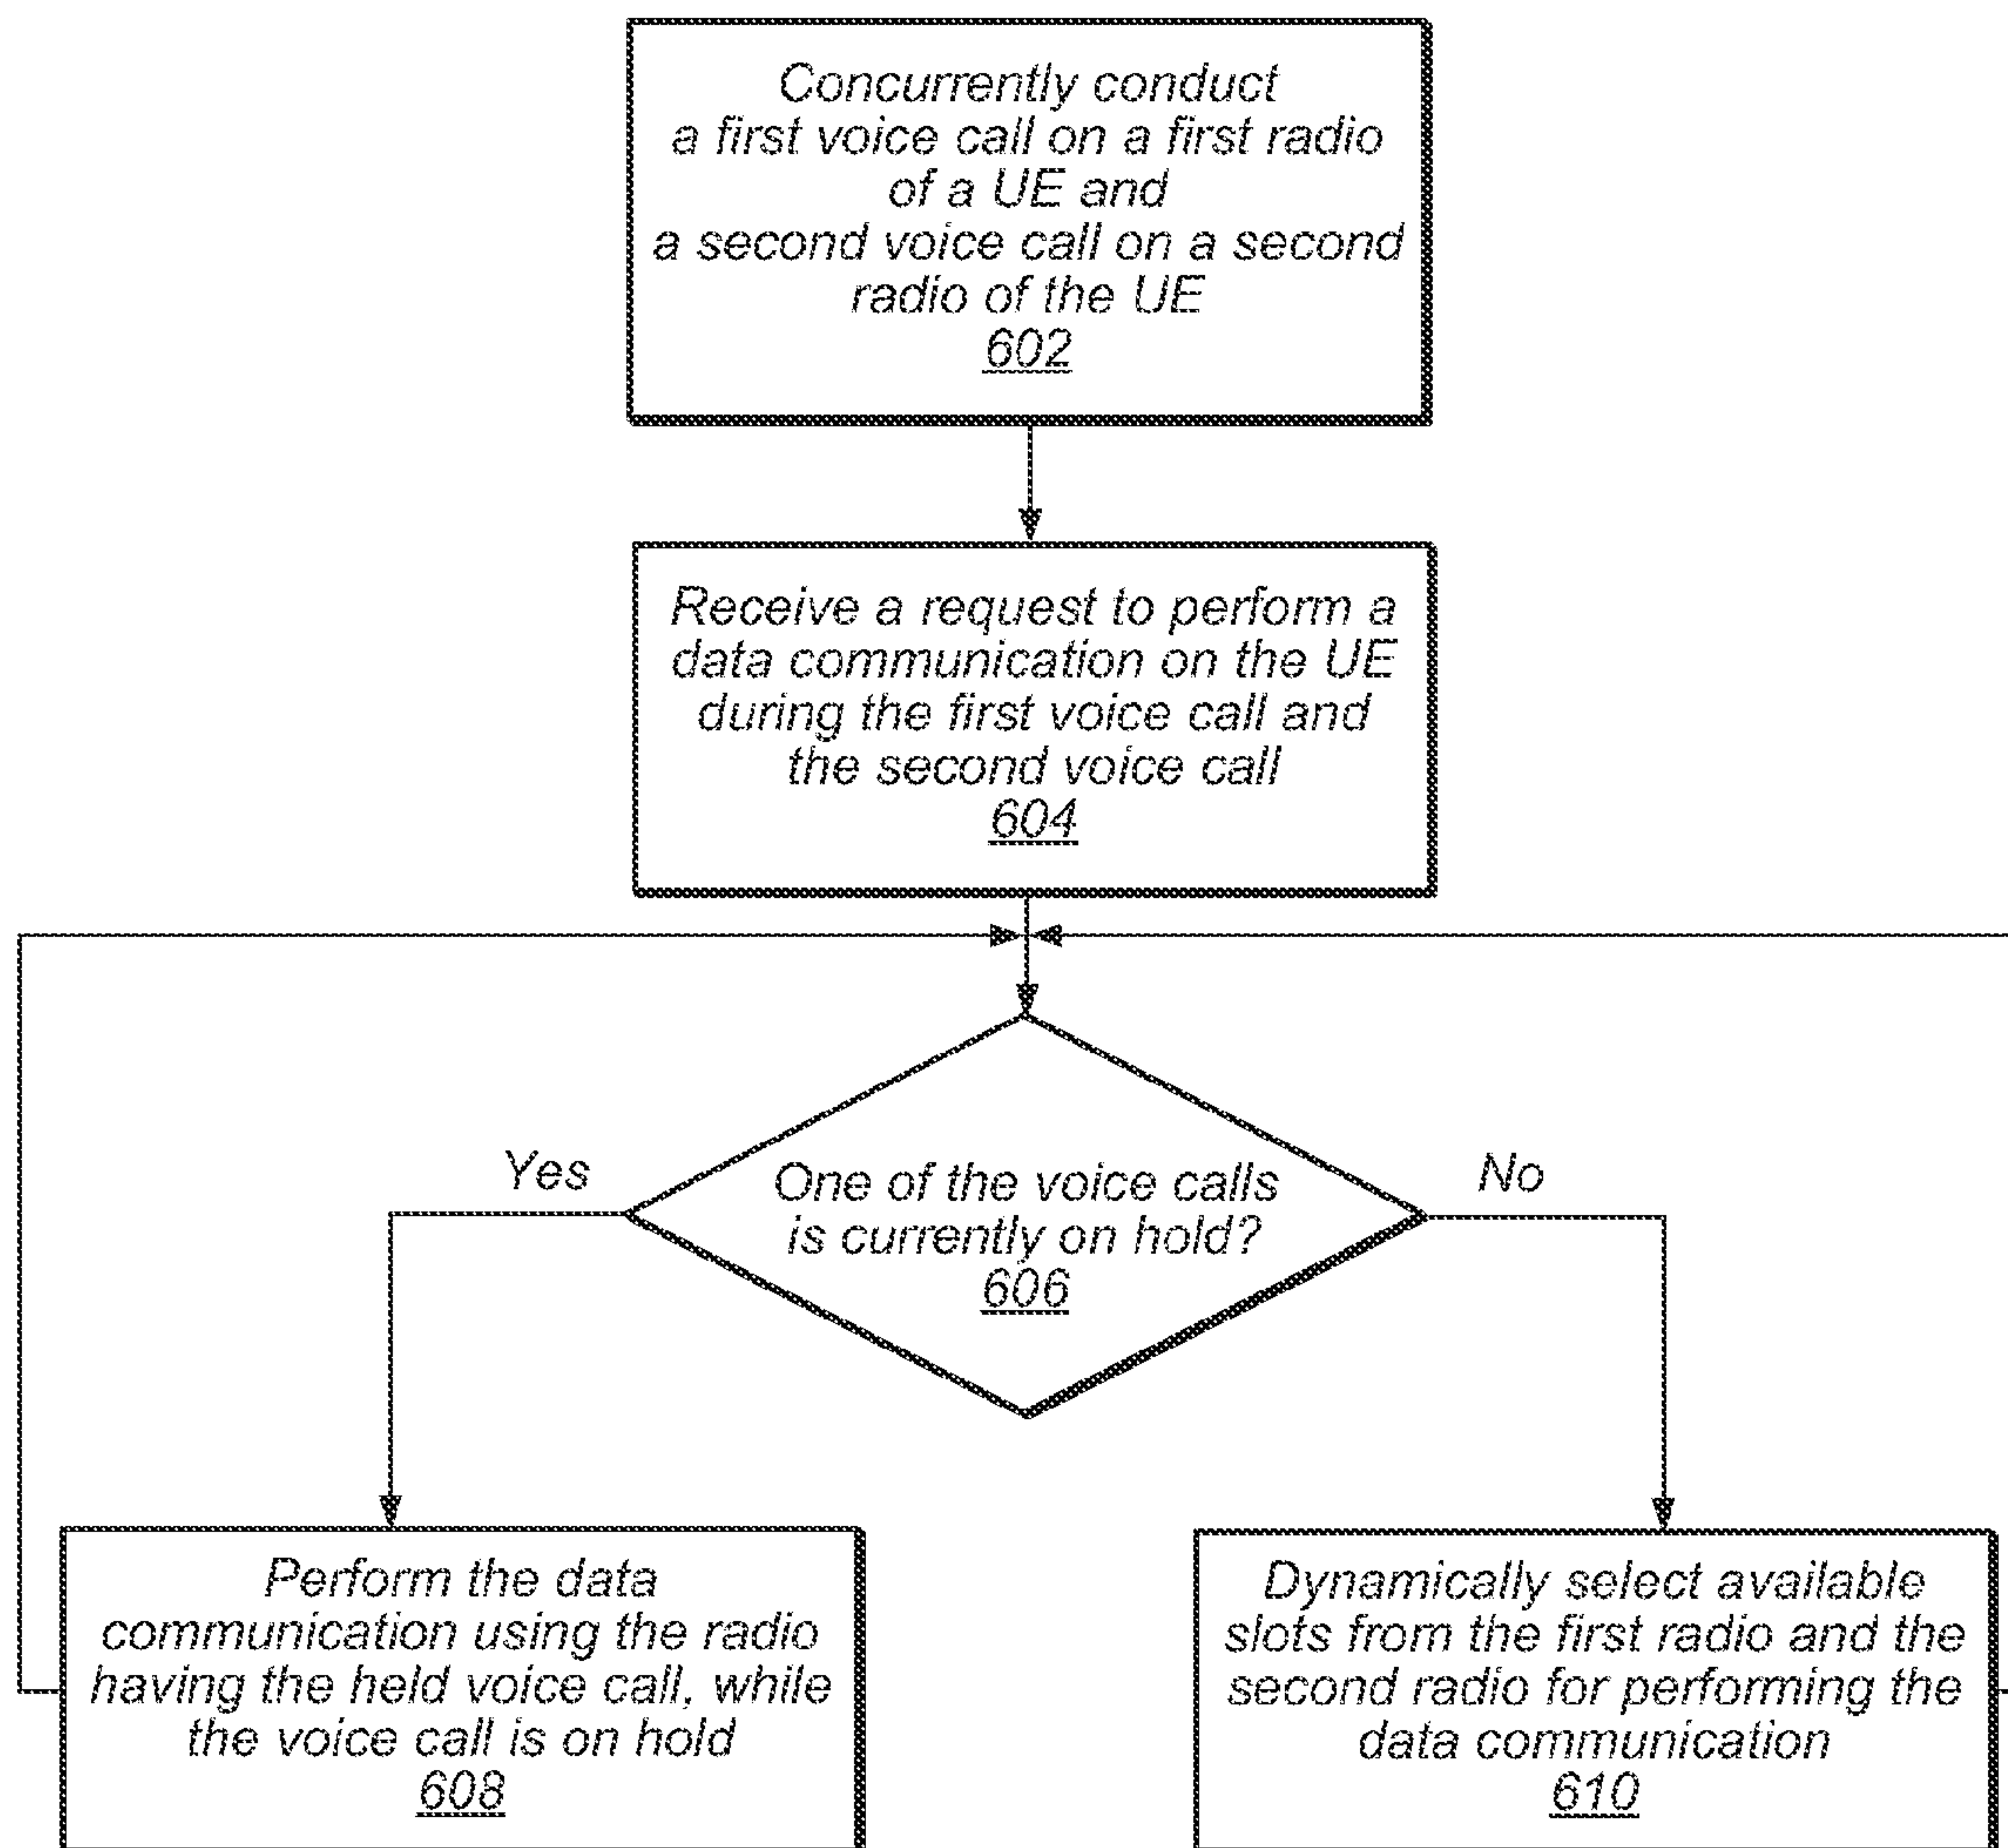 Concurrently conduct
a first voice call on a first radio
of a UE and
a second voice call on a second
radio of the UE
602
Receive a request to perform a
data communication on the UE
during the first voice call and
the second voice call
604
One of the voice calls
is currently on hold?
606
Yes
No
Perform the data
communication using the radio
having the held voice call, while
the voice call is on hold
608
Dynamically select available
slots from the first radio and the
second radio for performing the
data communication
610